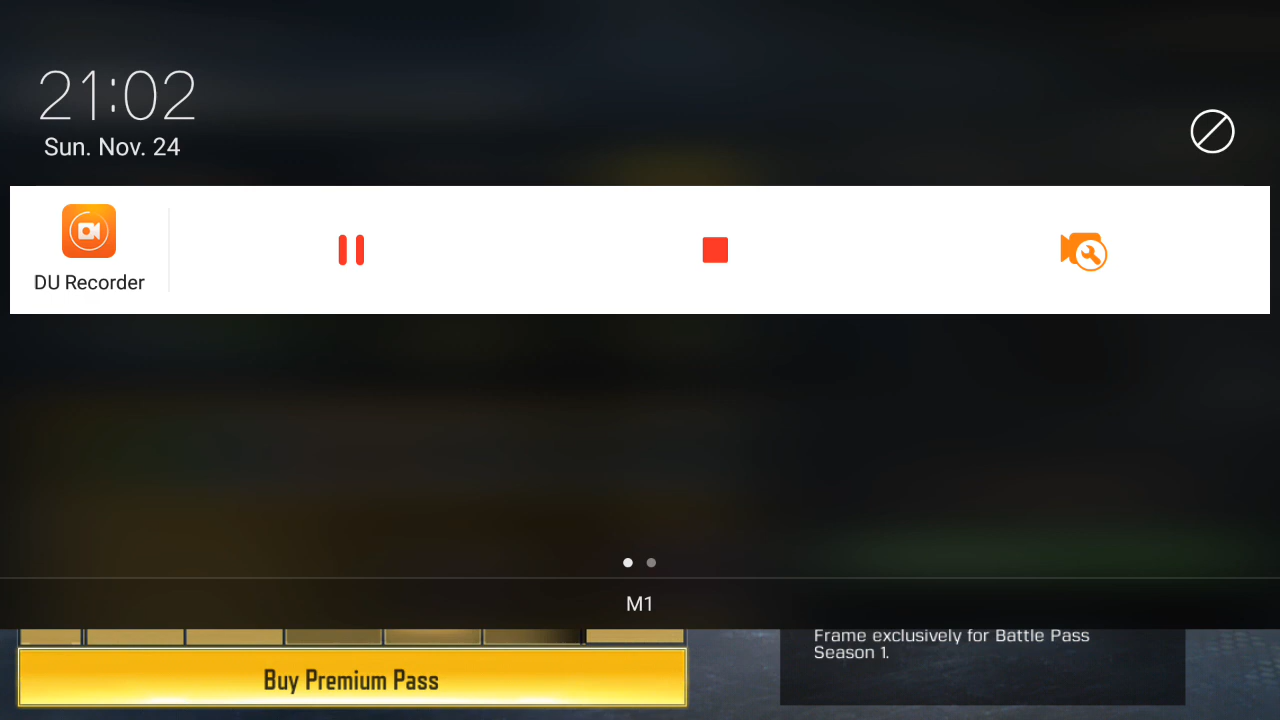 21:02
Sun. Nov. 24
DU Recorder
M1
Frame exclusively for Battle Pass
Season 1.
Buy Premium Pass